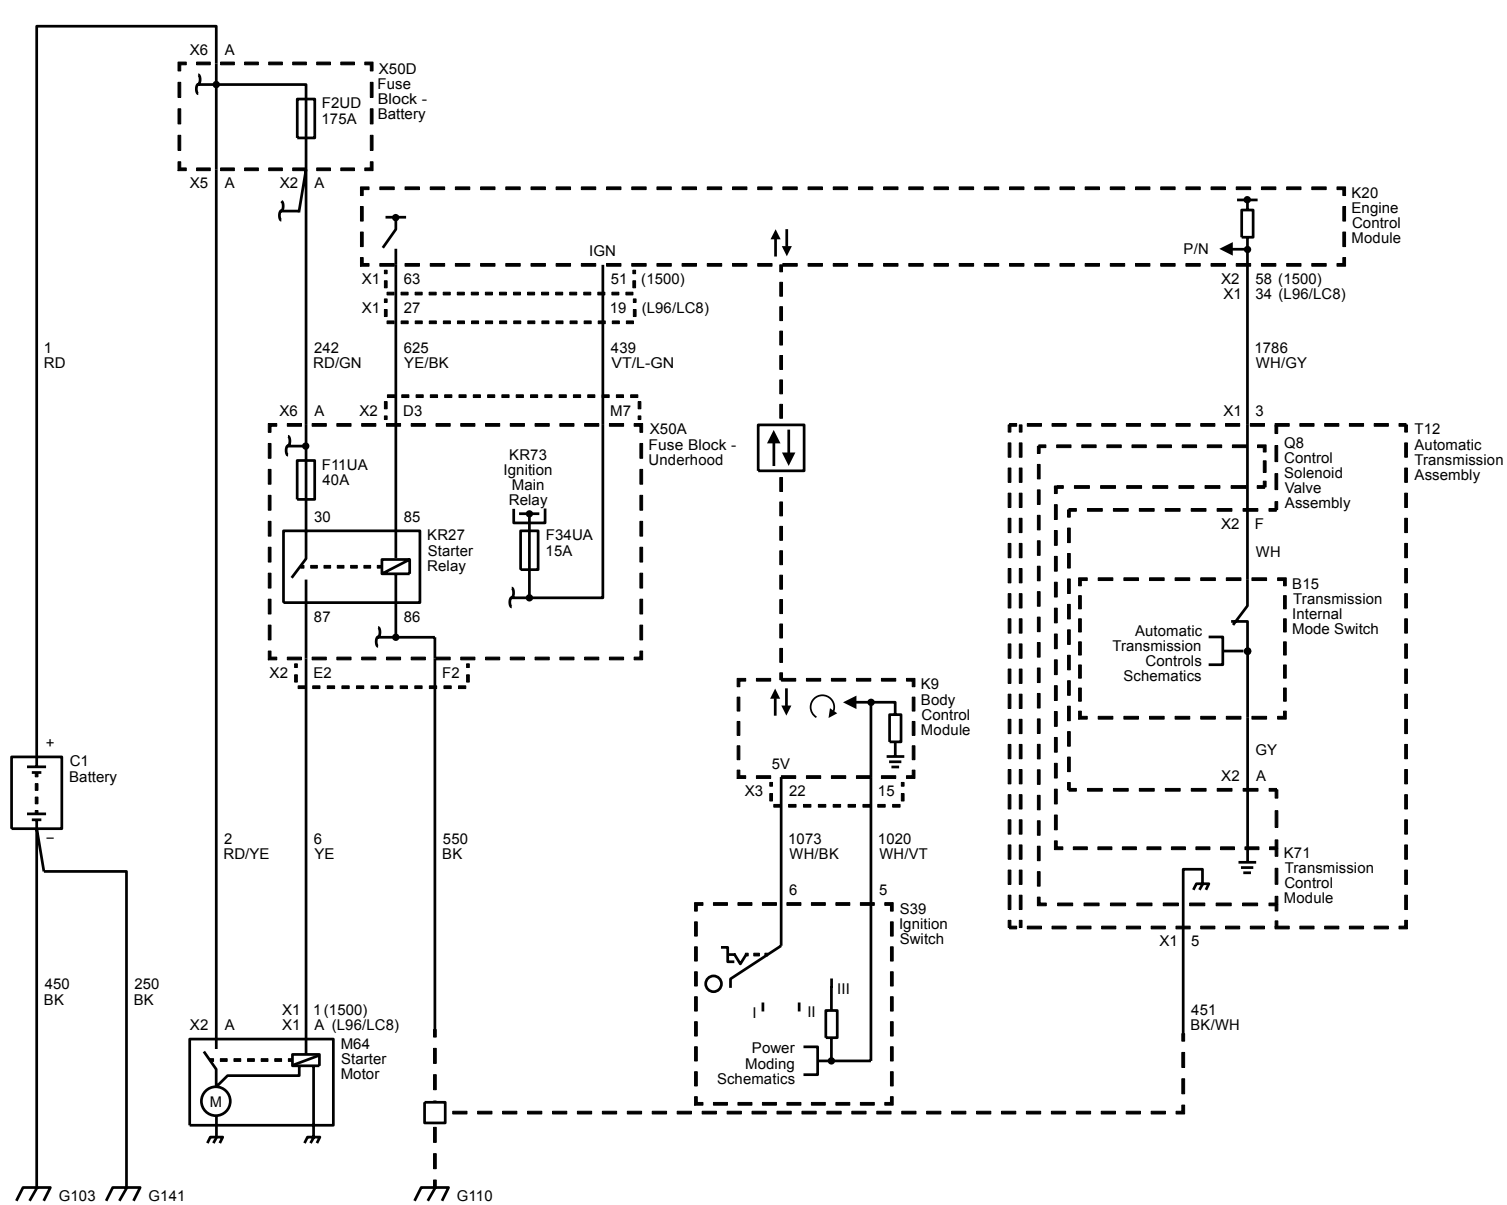 X6 A
X50D
Fuse
Block -
Battery
F2UD
175A
X5 A
X2 A
K20
Engine
Control
Module
P/N
IGN
X1 63
51 (1500)
X1 27
19 (L96/LC8)
X2 58 (1500)
X1 34 (L96/LC8)
1
RD
242
RD/GN
625
YE/BK
439
VT/L-GN
1786
WH/GY
X6 A
X2 D3
M7
X1 3
X50A
Fuse Block -
Underhood
T12
Automatic
Transmission
Assembly
Q8
Control
Solenoid
Valve
Assembly
F11UA
40A
KR73
Ignition
Main
Relay
F34UA
15A
30
85
KR27
Starter
Relay
X2 F
WH
B15
Transmission
Internal
Mode Switch
87
86
Automatic
Transmission
Controls
Schematics
X2 E2
F2
K9
Body
Control
Module
5V
X3 22
15
GY
X2 A
+
C1
Battery
–
2
RD/YE
6
YE
550
BK
1073
WH/BK
1020
WH/VT
K71
Transmission
Control
Module
6
5
S39
Ignition
Switch
X1 5
450
BK
250
BK
I
II
III
451
BK/WH
X1 1 (1500)
X2 A
X1 A (L96/LC8)
M64
Starter
Motor
Power
Moding
Schematics
M
G103
G141
G110